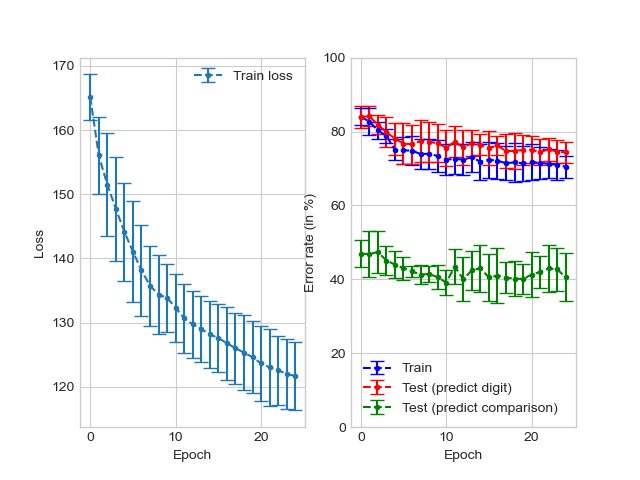 170
160
150
140
130
120
Loss
0
10
20
Epoch
Train loss
100
80
60
40
20
0
Error rate (in %)
0
10
20
Epoch
Train
Test (predict digit)
Test (predict comparison)